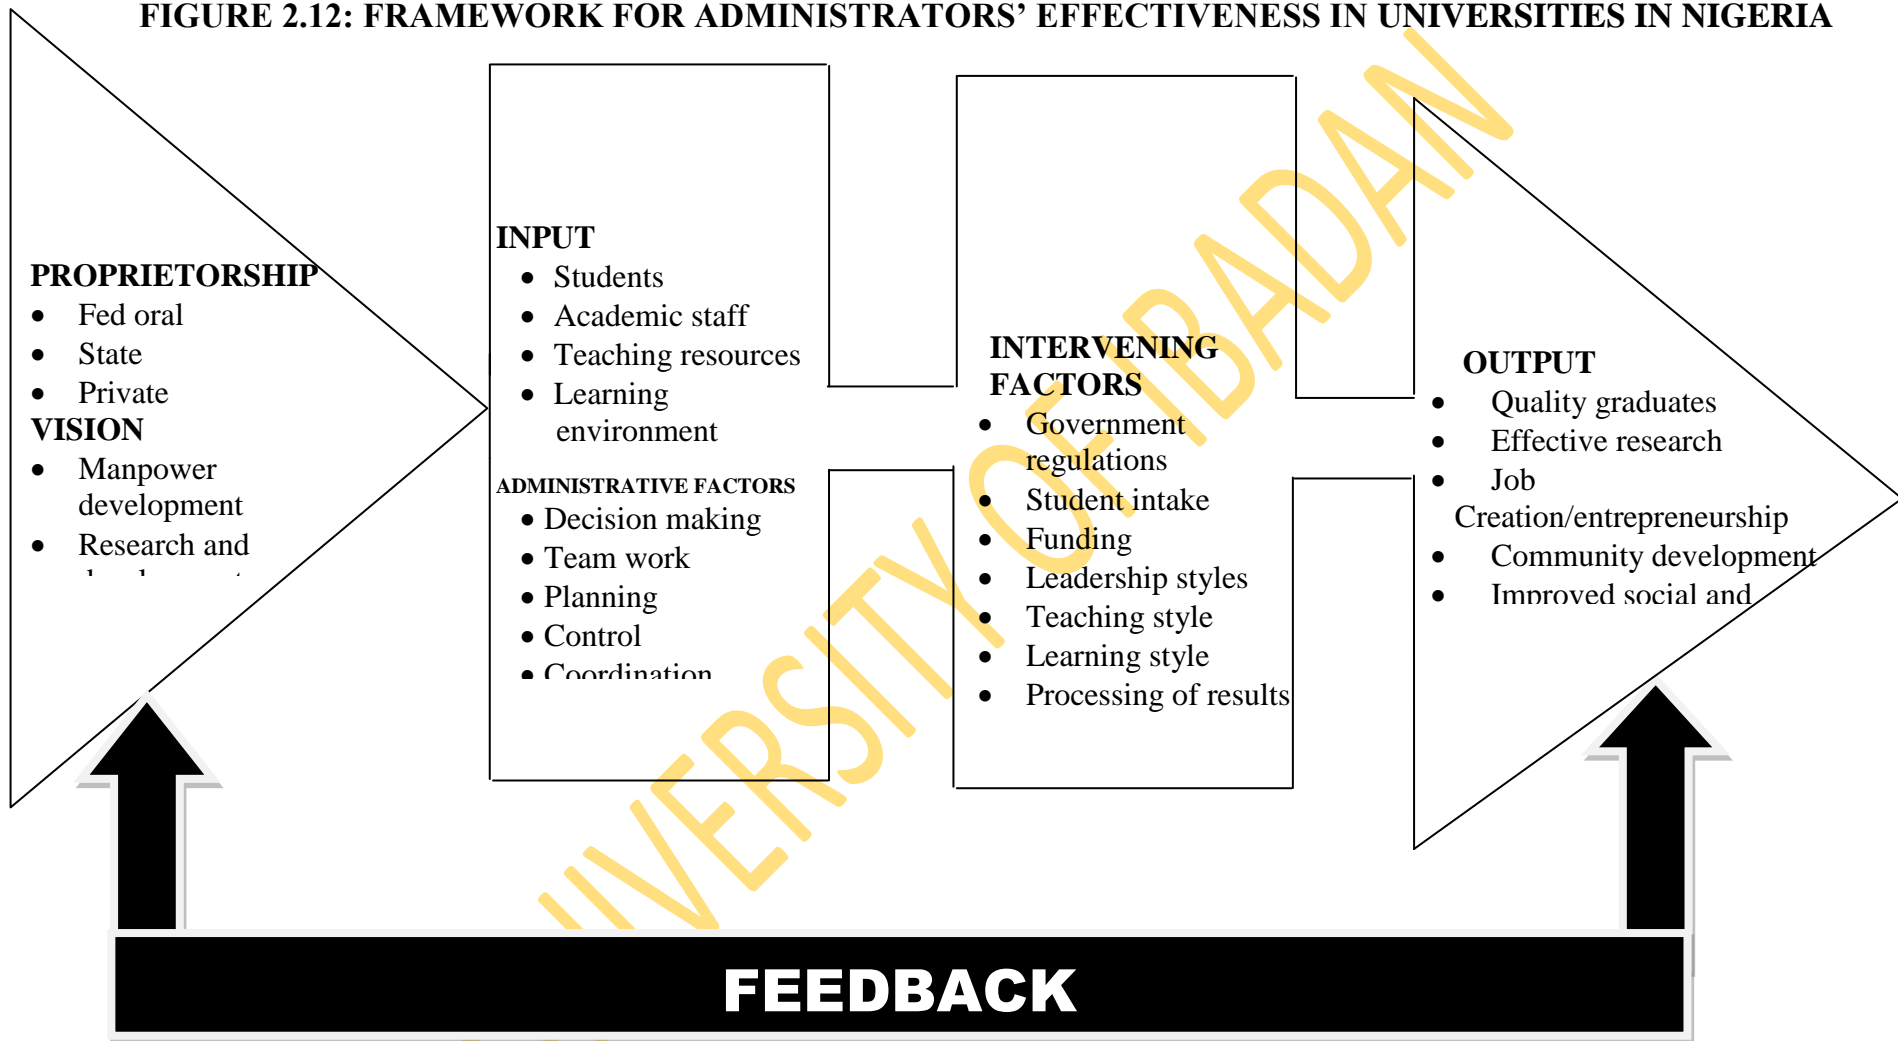 FIGURE 2.12: FRAMEWORK FOR ADMINISTRATORS’ EFFECTIVENESS IN UNIVERSITIES IN NIGERIA
PROPRIETORSHIP
• Fed oral
• State
• Private
VISION
• Manpower
development
• Research and
INPUT
• Students
• Academic staff
• Teaching resources
• Learning
environment
ADMINISTRATIVE FACTORS
• Decision making
• Team work
• Planning
• Control
• Coordination
INTERVENING
FACTORS
• Government
regulations
• Student intake
• Funding
• Leadership styles
• Teaching style
• Learning style
• Processing of results
OUTPUT
• Quality graduates
• Effective research
• Job
Creation/entrepreneurship
• Community development
• Improved social and
FEEDBACK
IVERSITY OF IBADAN